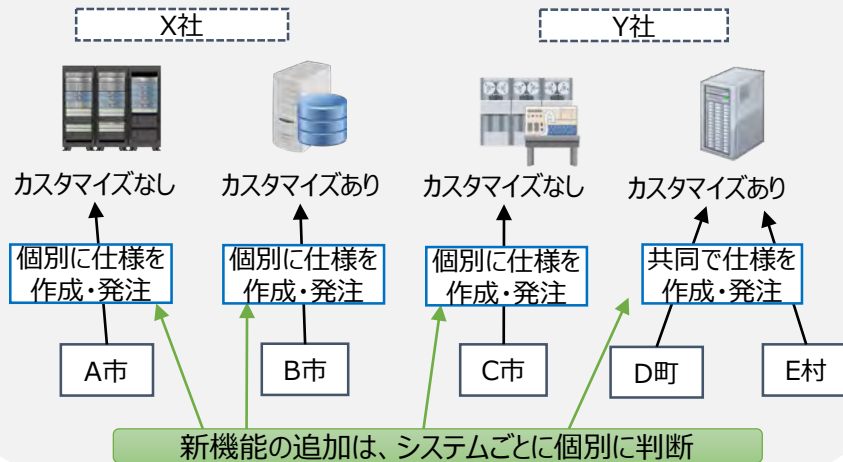 X社
Y社
カスタマイズなし
カスタマイズあり
カスタマイズなし
カスタマイズあり
個別に仕様を
作成・発注
個別に仕様を
作成・発注
個別に仕様を
作成・発注
共同で仕様を
作成・発注
A市
B市
C市
D町
E村
新機能の追加は、システムごとに個別に判断